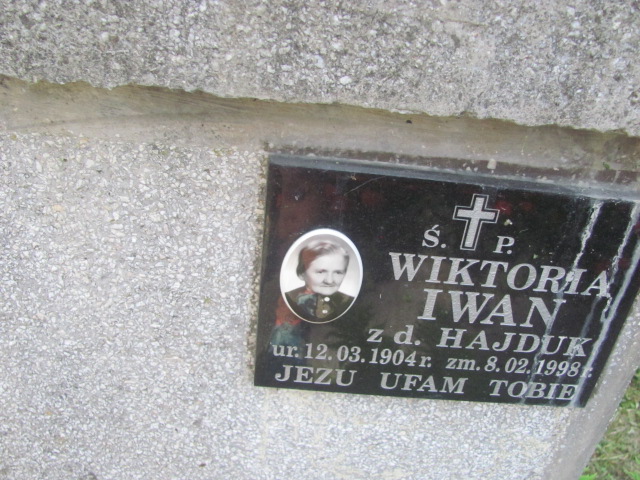 Ś. P.
WIKTORIA
IWAN
z d. HAJDUK
ur. 12.03.1904 r. zm. 8.02.1998 r.
JEZU UFAM TOBIE